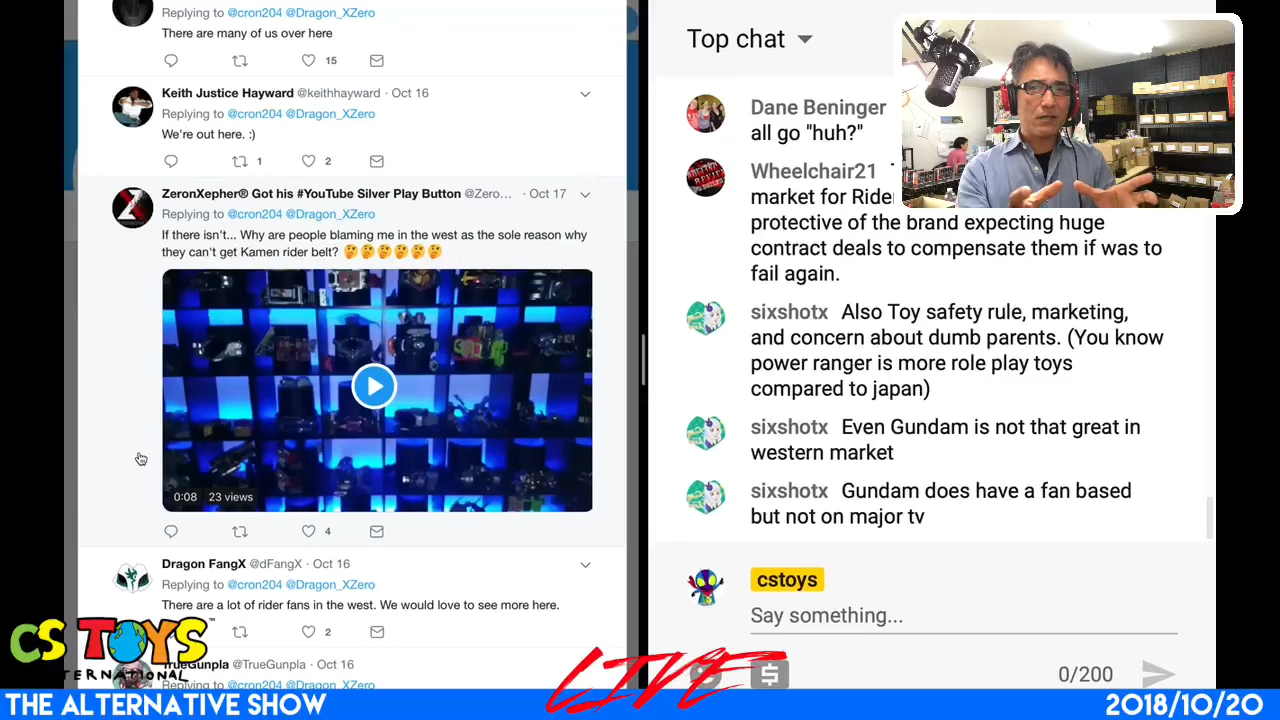 Replying to @cron204 @Dragon_XZero
There are many of us over here
15
Keith Justice Hayward @keithhayward · Oct 16
Replying to @cron204 @Dragon_XZero
We're out here. :)
1 2
ZeronXepher® Got his #YouTube Silver Play Button @Zero... · Oct 17
Replying to @cron204 @Dragon_XZero
If there isn't... Why are people blaming me in the west as the sole reason why
they can't get Kamen rider belt? 🤔🤔🤔🤔🤔🤔
0:08 23 views
4
Dragon FangX @dFangX · Oct 16
Replying to @cron204 @Dragon_XZero
There are a lot of rider fans in the west. We would love to see more here.
2
TrueGunpla @TrueGunpla · Oct 16
Replying to @cron204 @Dragon_XZero
Top chat
Dane Beninger
all go "huh?"
Wheelchair21
market for Rider
protective of the brand expecting huge
contract deals to compensate them if was to
fail again.
sixshotx Also Toy safety rule, marketing,
and concern about dumb parents. (You know
power ranger is more role play toys
compared to japan)
sixshotx Even Gundam is not that great in
western market
sixshotx Gundam does have a fan based
but not on major tv
cstoys
Say something...
0/200
CS TOYS™
INTERNATIONAL
LIVE
THE ALTERNATIVE SHOW
2018/10/20